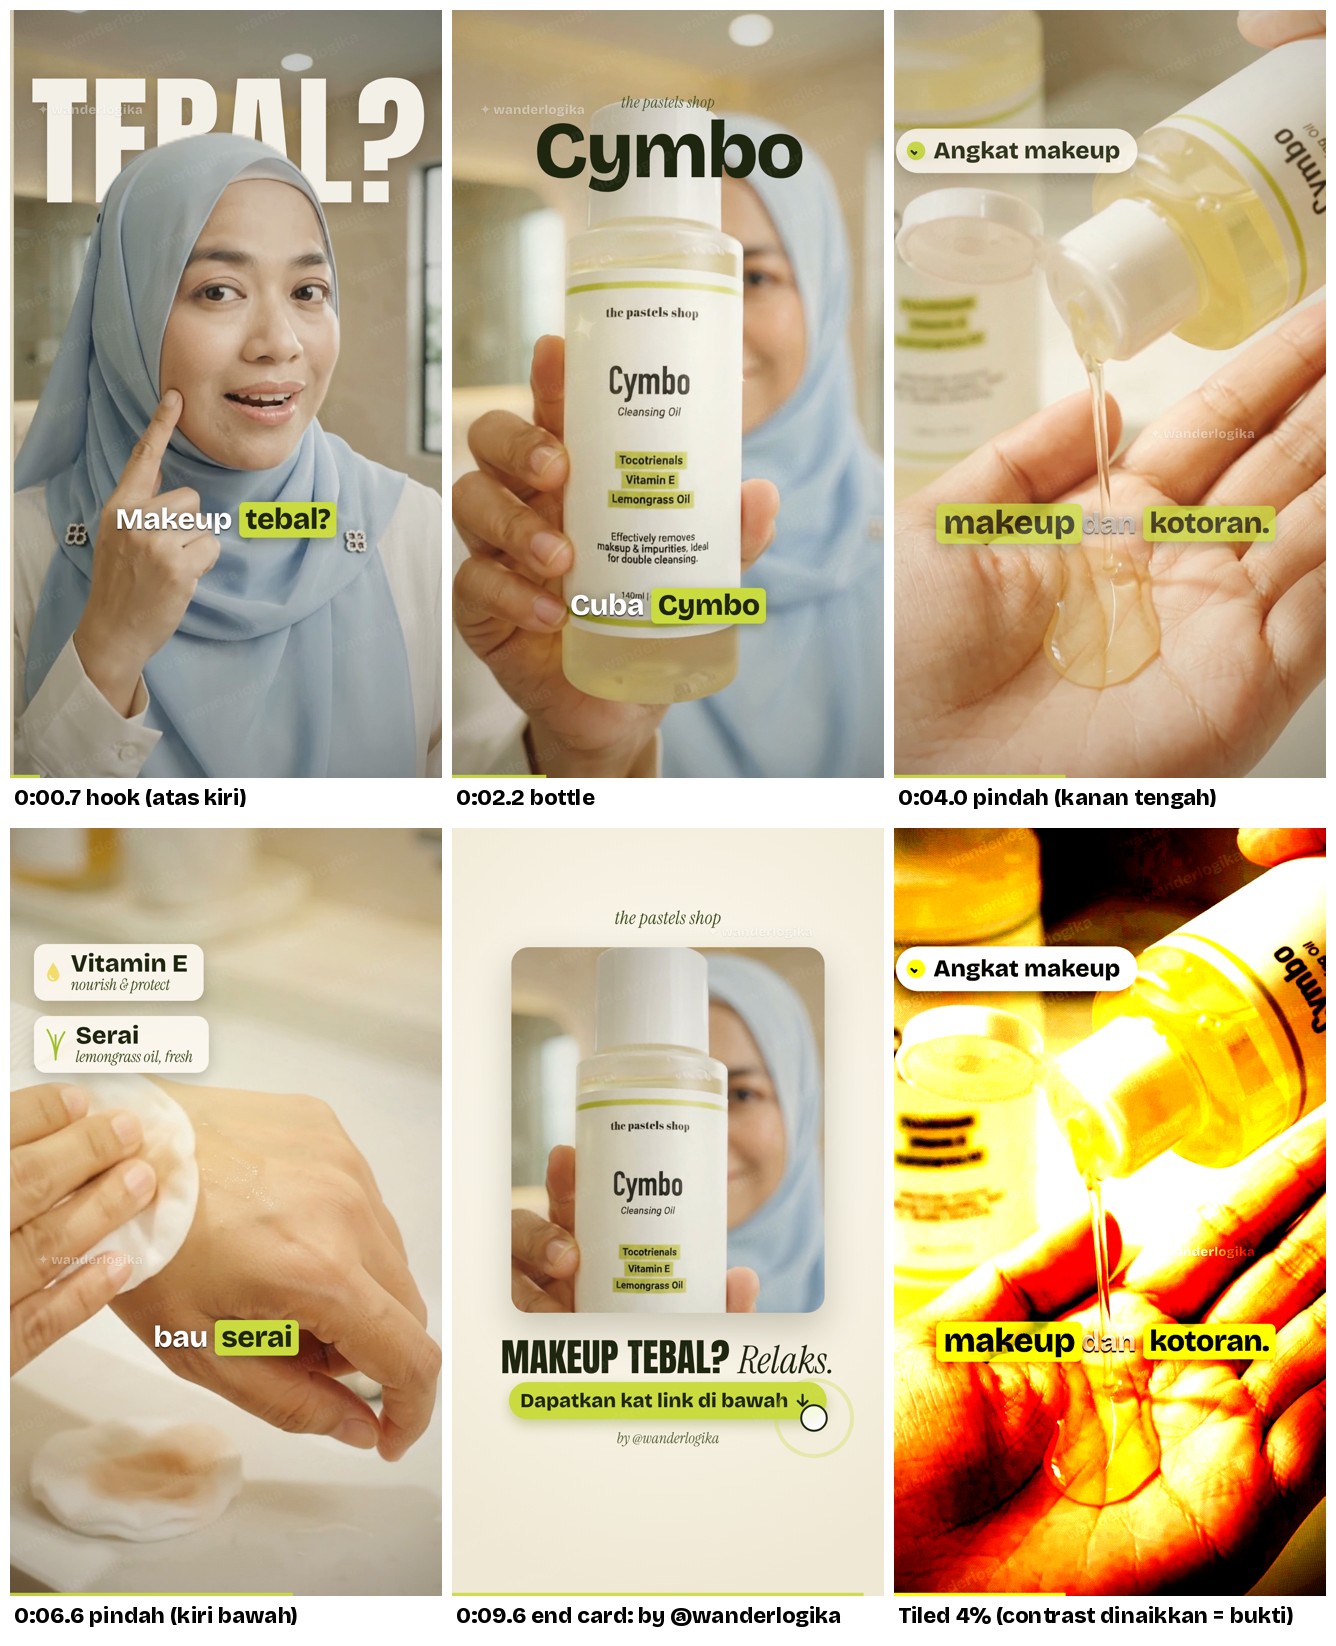 TEBAL?
wanderlogika
Makeup tebal?
0:00.7 hook (atas kiri)
wanderlogika
the pastels shop
Cymbo
the pastels shop
Cymbo
Cleansing Oil
Tocotrienals
Vitamin E
Lemongrass Oil
Effectively removes
maksup & impurities, ideal
for double cleansing.
140ml
Cuba Cymbo
0:02.2 bottle
Angkat makeup
Cymbo
wanderlogika
makeup dan kotoran.
0:04.0 pindah (kanan tengah)
Vitamin E
nourish & protect
Serai
lemongrass oil, fresh
wanderlogika
bau serai
0:06.6 pindah (kiri bawah)
the pastels shop
wanderlogika
the pastels shop
Cymbo
Cleansing Oil
Tocotrienals
Vitamin E
Lemongrass Oil
MAKEUP TEBAL? Relaks.
Dapatkan kat link di bawah ↓
by @wanderlogika
0:09.6 end card: by @wanderlogika
wanderlogika
Angkat makeup
Cymbo
wanderlogika
makeup dan kotoran.
Tiled 4% (contrast dinaikkan = bukti)